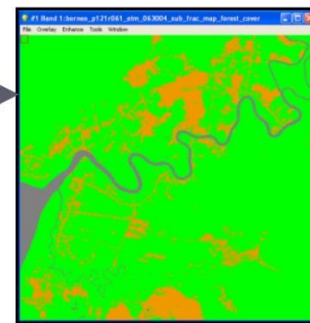 #1 Band 1:borneo_p121r061_etm_063004_sub_frac_map_forest_cover
File Overlay Enhance Tools Window